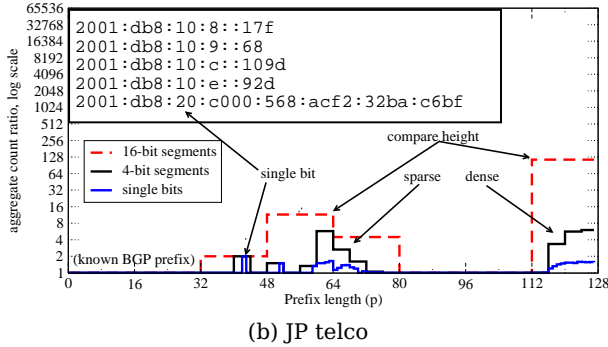 aggregate count ratio, log scale
65536
32768
16384
8192
4096
2048
1024
512
256
128
64
32
16
8
4
2
1
2001:db8:10:8::17f
2001:db8:10:9::68
2001:db8:10:c::109d
2001:db8:10:e::92d
2001:db8:20:c000:568:acf2:32ba:c6bf
16-bit segments
4-bit segments
single bits
single bit
compare height
sparse
dense
(known BGP prefix)
0 16 32 48 64 80 96 112 128
Prefix length (p)
(b) JP telco